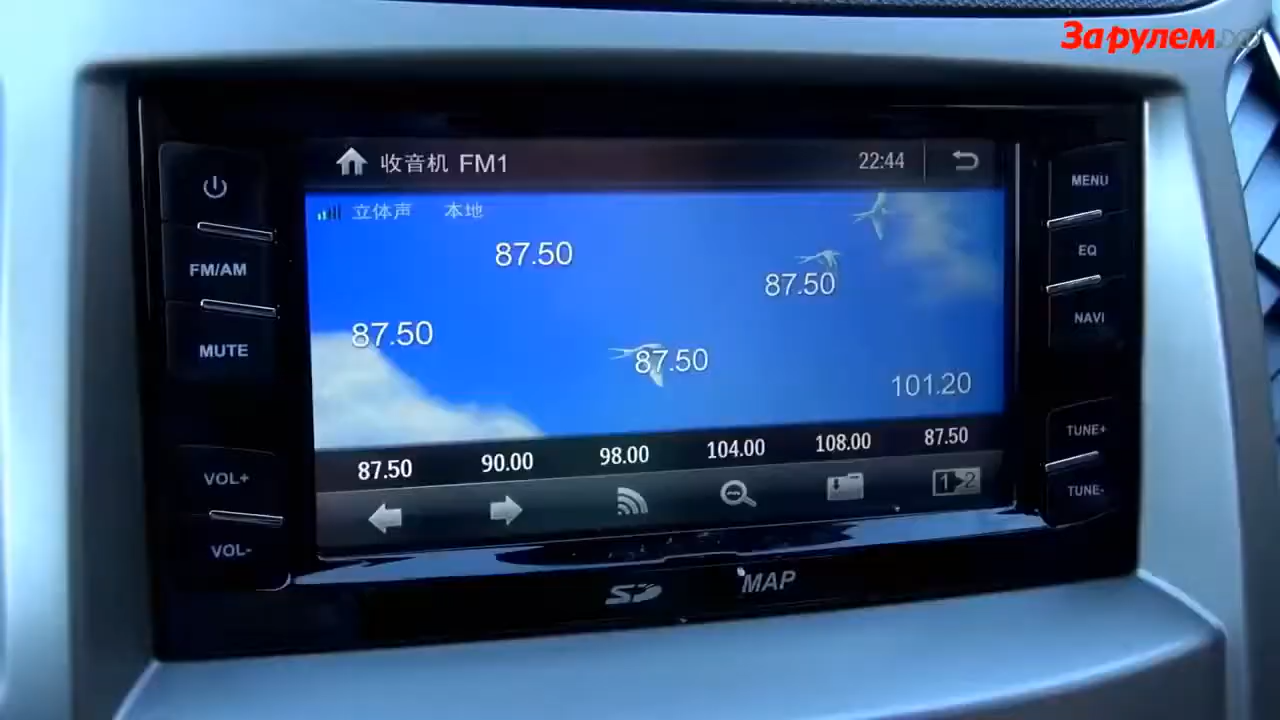 За рулем
收音机 FM1 22:44
MENU
立体声 本地
87.50
87.50
87.50
87.50
101.20
87.50 90.00 98.00 104.00 108.00 87.50
1 2
FM/AM
MUTE
VOL+
VOL-
EQ
NAVI
TUNE+
TUNE-
SD MAP